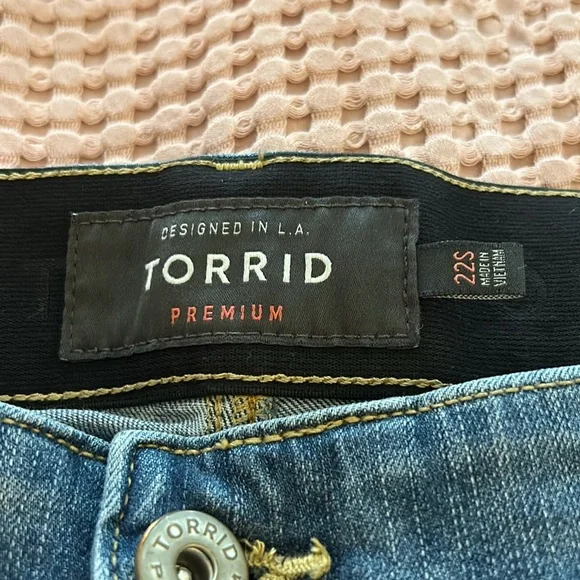 DESIGNED IN L.A.
TORRID
PREMIUM
22S
MADE IN
VIETNAM
TORRID